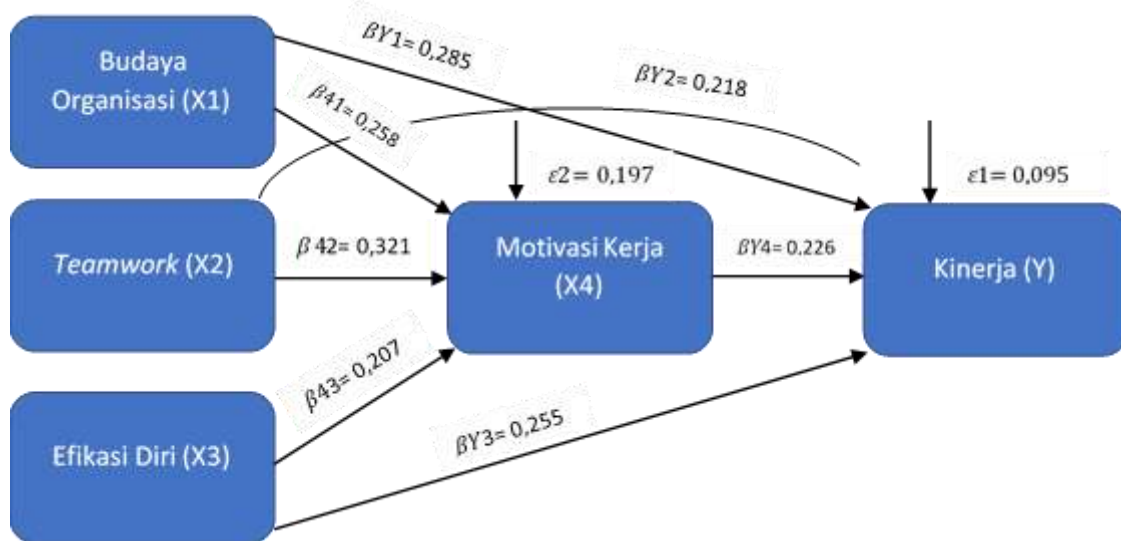 Budaya
Organisasi (X1)
βY1= 0,285
βY2= 0,218
β41= 0,258
ε2= 0,197
ε1= 0,095
Teamwork (X2)
β 42= 0,321
Motivasi Kerja
(X4)
βY4= 0,226
Kinerja (Y)
β43= 0,207
Efikasi Diri (X3)
βY3= 0,255